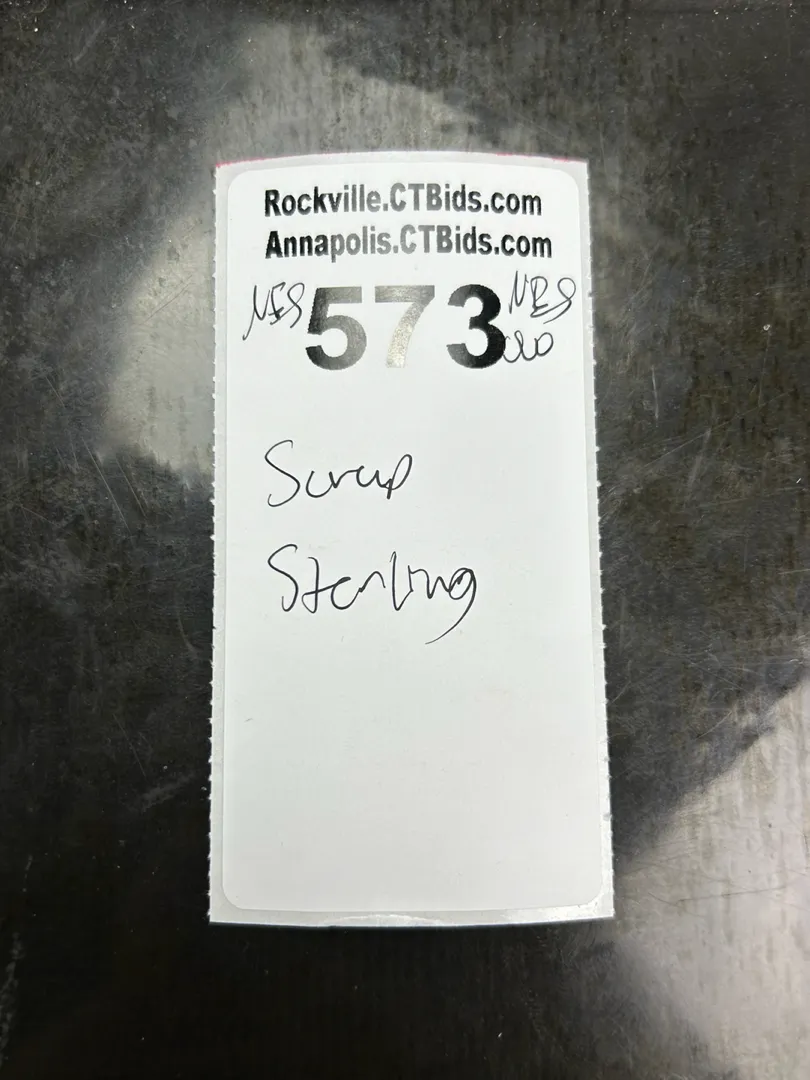 Rockville.CTBids.com
Annapolis.CTBids.com
573
Scrap
Sterling